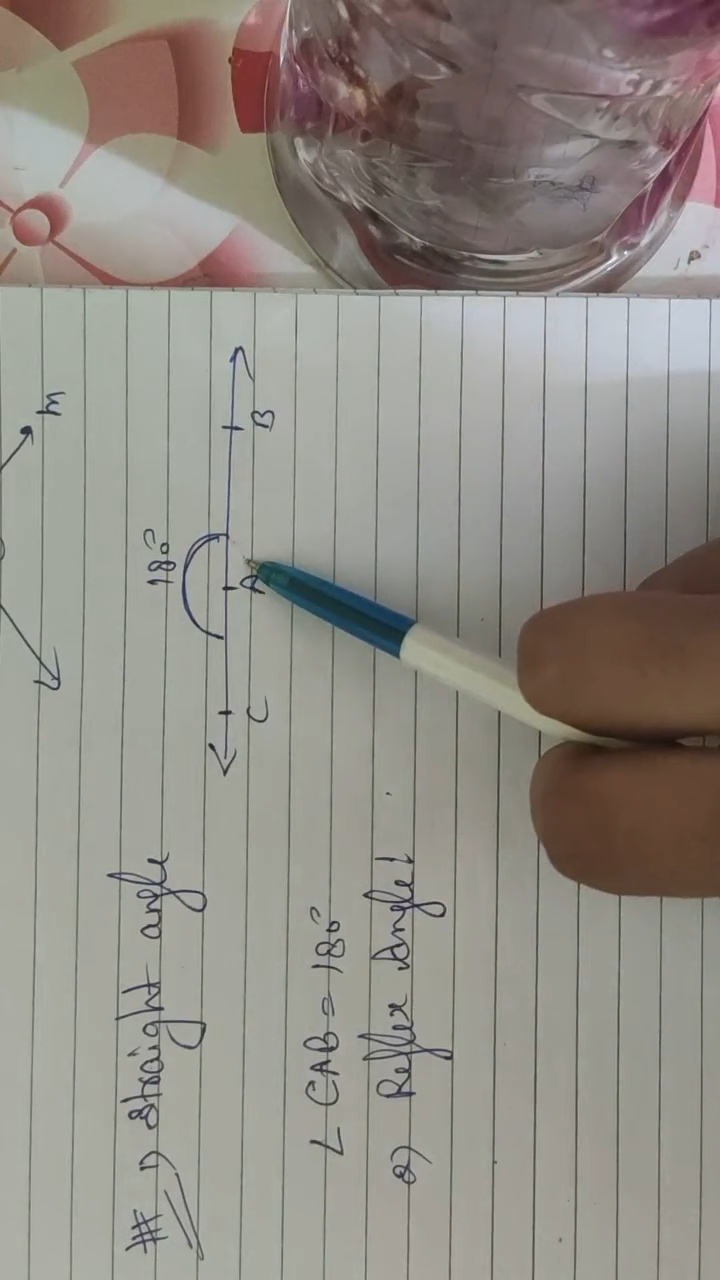 m
# 1) straight angle
180
C A B
∠ CAB = 180
2) Reflex Angle!